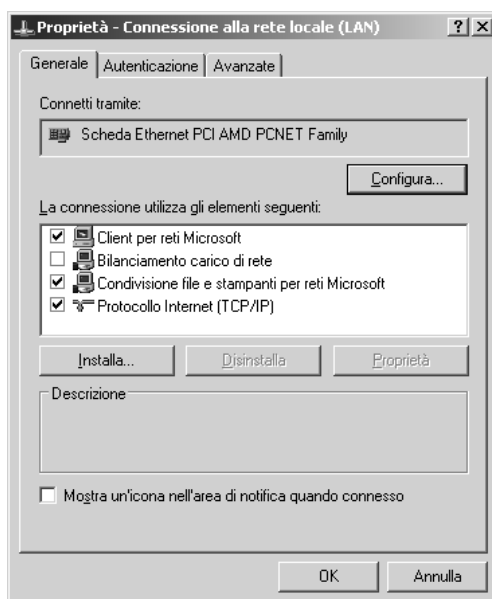 Proprietà - Connessione alla rete locale (LAN)
Generale Autenticazione Avanzate
Connetti tramite:
Scheda Ethernet PCI AMD PCNET Family
Configura...
La connessione utilizza gli elementi seguenti:
Client per reti Microsoft
Bilanciamento carico di rete
Condivisione file e stampanti per reti Microsoft
Protocollo Internet (TCP/IP)
Installa... Disinstalla Proprietà
Descrizione
Mostra un'icona nell'area di notifica quando connesso
OK Annulla